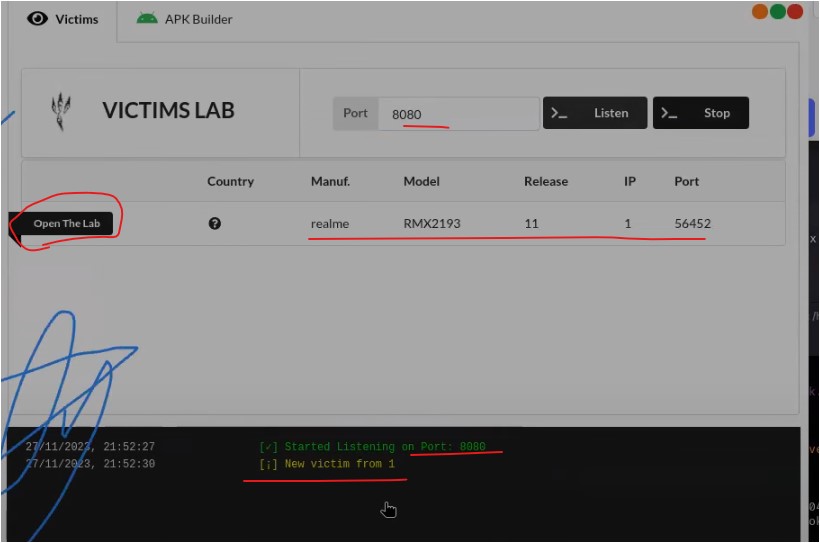 Victims APK Builder
VICTIMS LAB
Port 8080 >_ Listen >_ Stop
Country Manuf. Model Release IP Port
Open The Lab realme RMX2193 11 1 56452
27/11/2023, 21:52:27 [✓] Started Listening on Port: 8080
27/11/2023, 21:52:30 [¡] New victim from 1